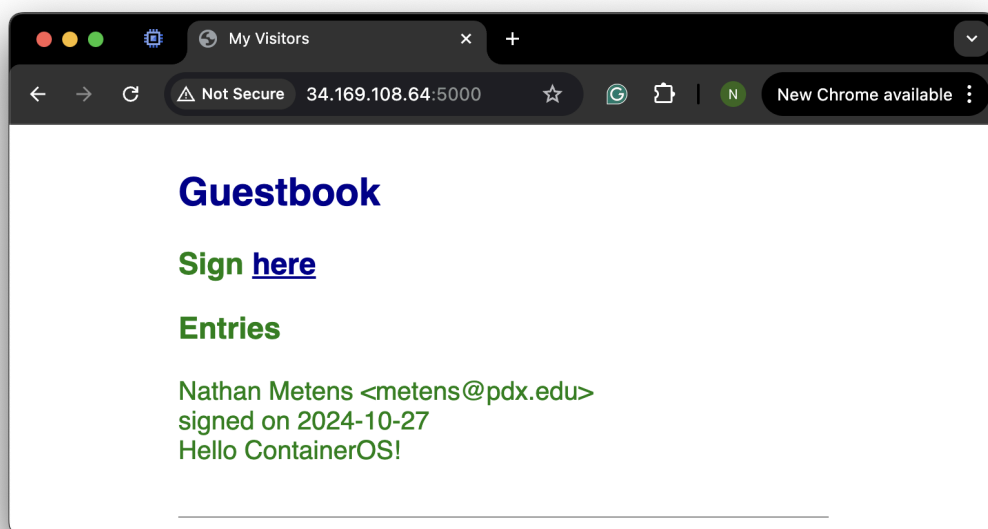 My Visitors
Not Secure 34.169.108.64:5000
N
New Chrome available
Guestbook
Sign here
Entries
Nathan Metens <metens@pdx.edu>
signed on 2024-10-27
Hello ContainerOS!